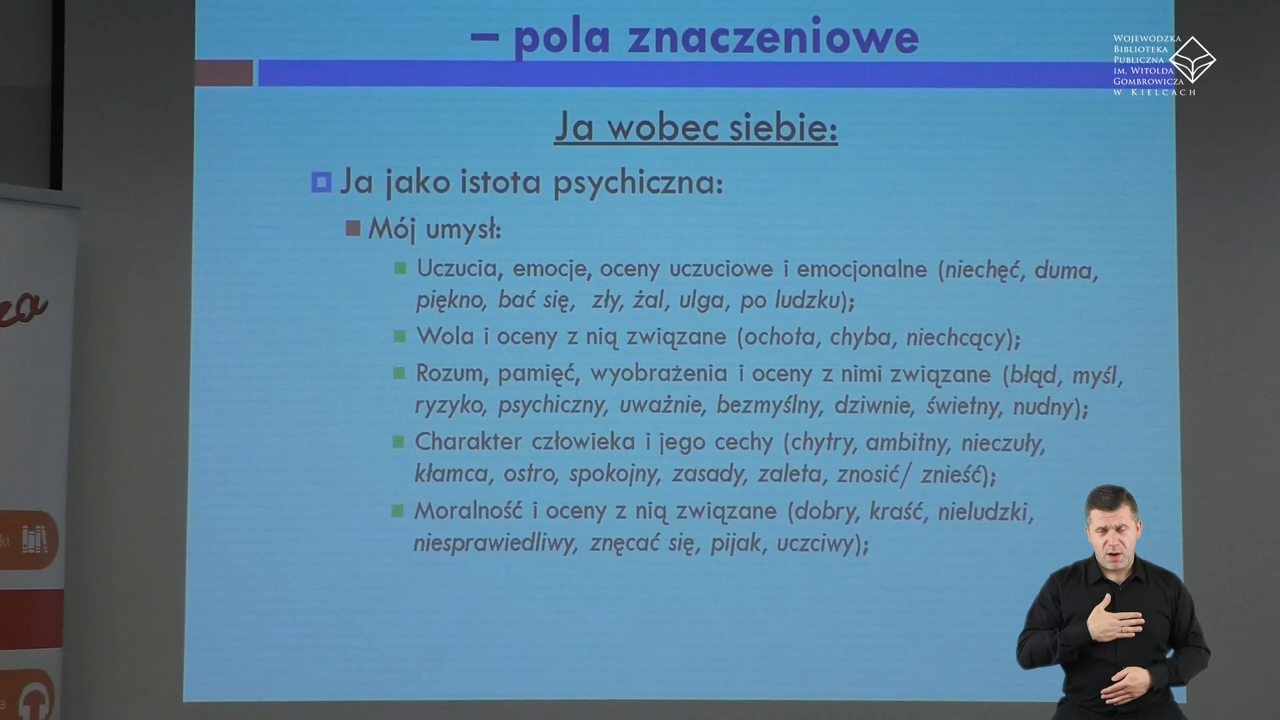 – pola znaczeniowe
WOJEWÓDZKA
BIBLIOTEKA
PUBLICZNA
IM. WITOLDA
GOMBROWICZA
W KIELCACH
Ja wobec siebie:
Ja jako istota psychiczna:
Mój umysł:
Uczucia, emocje, oceny uczuciowe i emocjonalne (niechęć, duma,
piękno, bać się, zły, żal, ulga, po ludzku);
Wola i oceny z nią związane (ochota, chyba, niechcący);
Rozum, pamięć, wyobrażenia i oceny z nimi związane (błąd, myśl,
ryzyko, psychiczny, uważnie, bezmyślny, dziwnie, świetny, nudny);
Charakter człowieka i jego cechy (chytry, ambitny, nieczuły,
kłamca, ostro, spokojny, zasady, zaleta, znosić/ znieść);
Moralność i oceny z nią związane (dobry, kraść, nieludzki,
niesprawiedliwy, znęcać się, pijak, uczciwy);